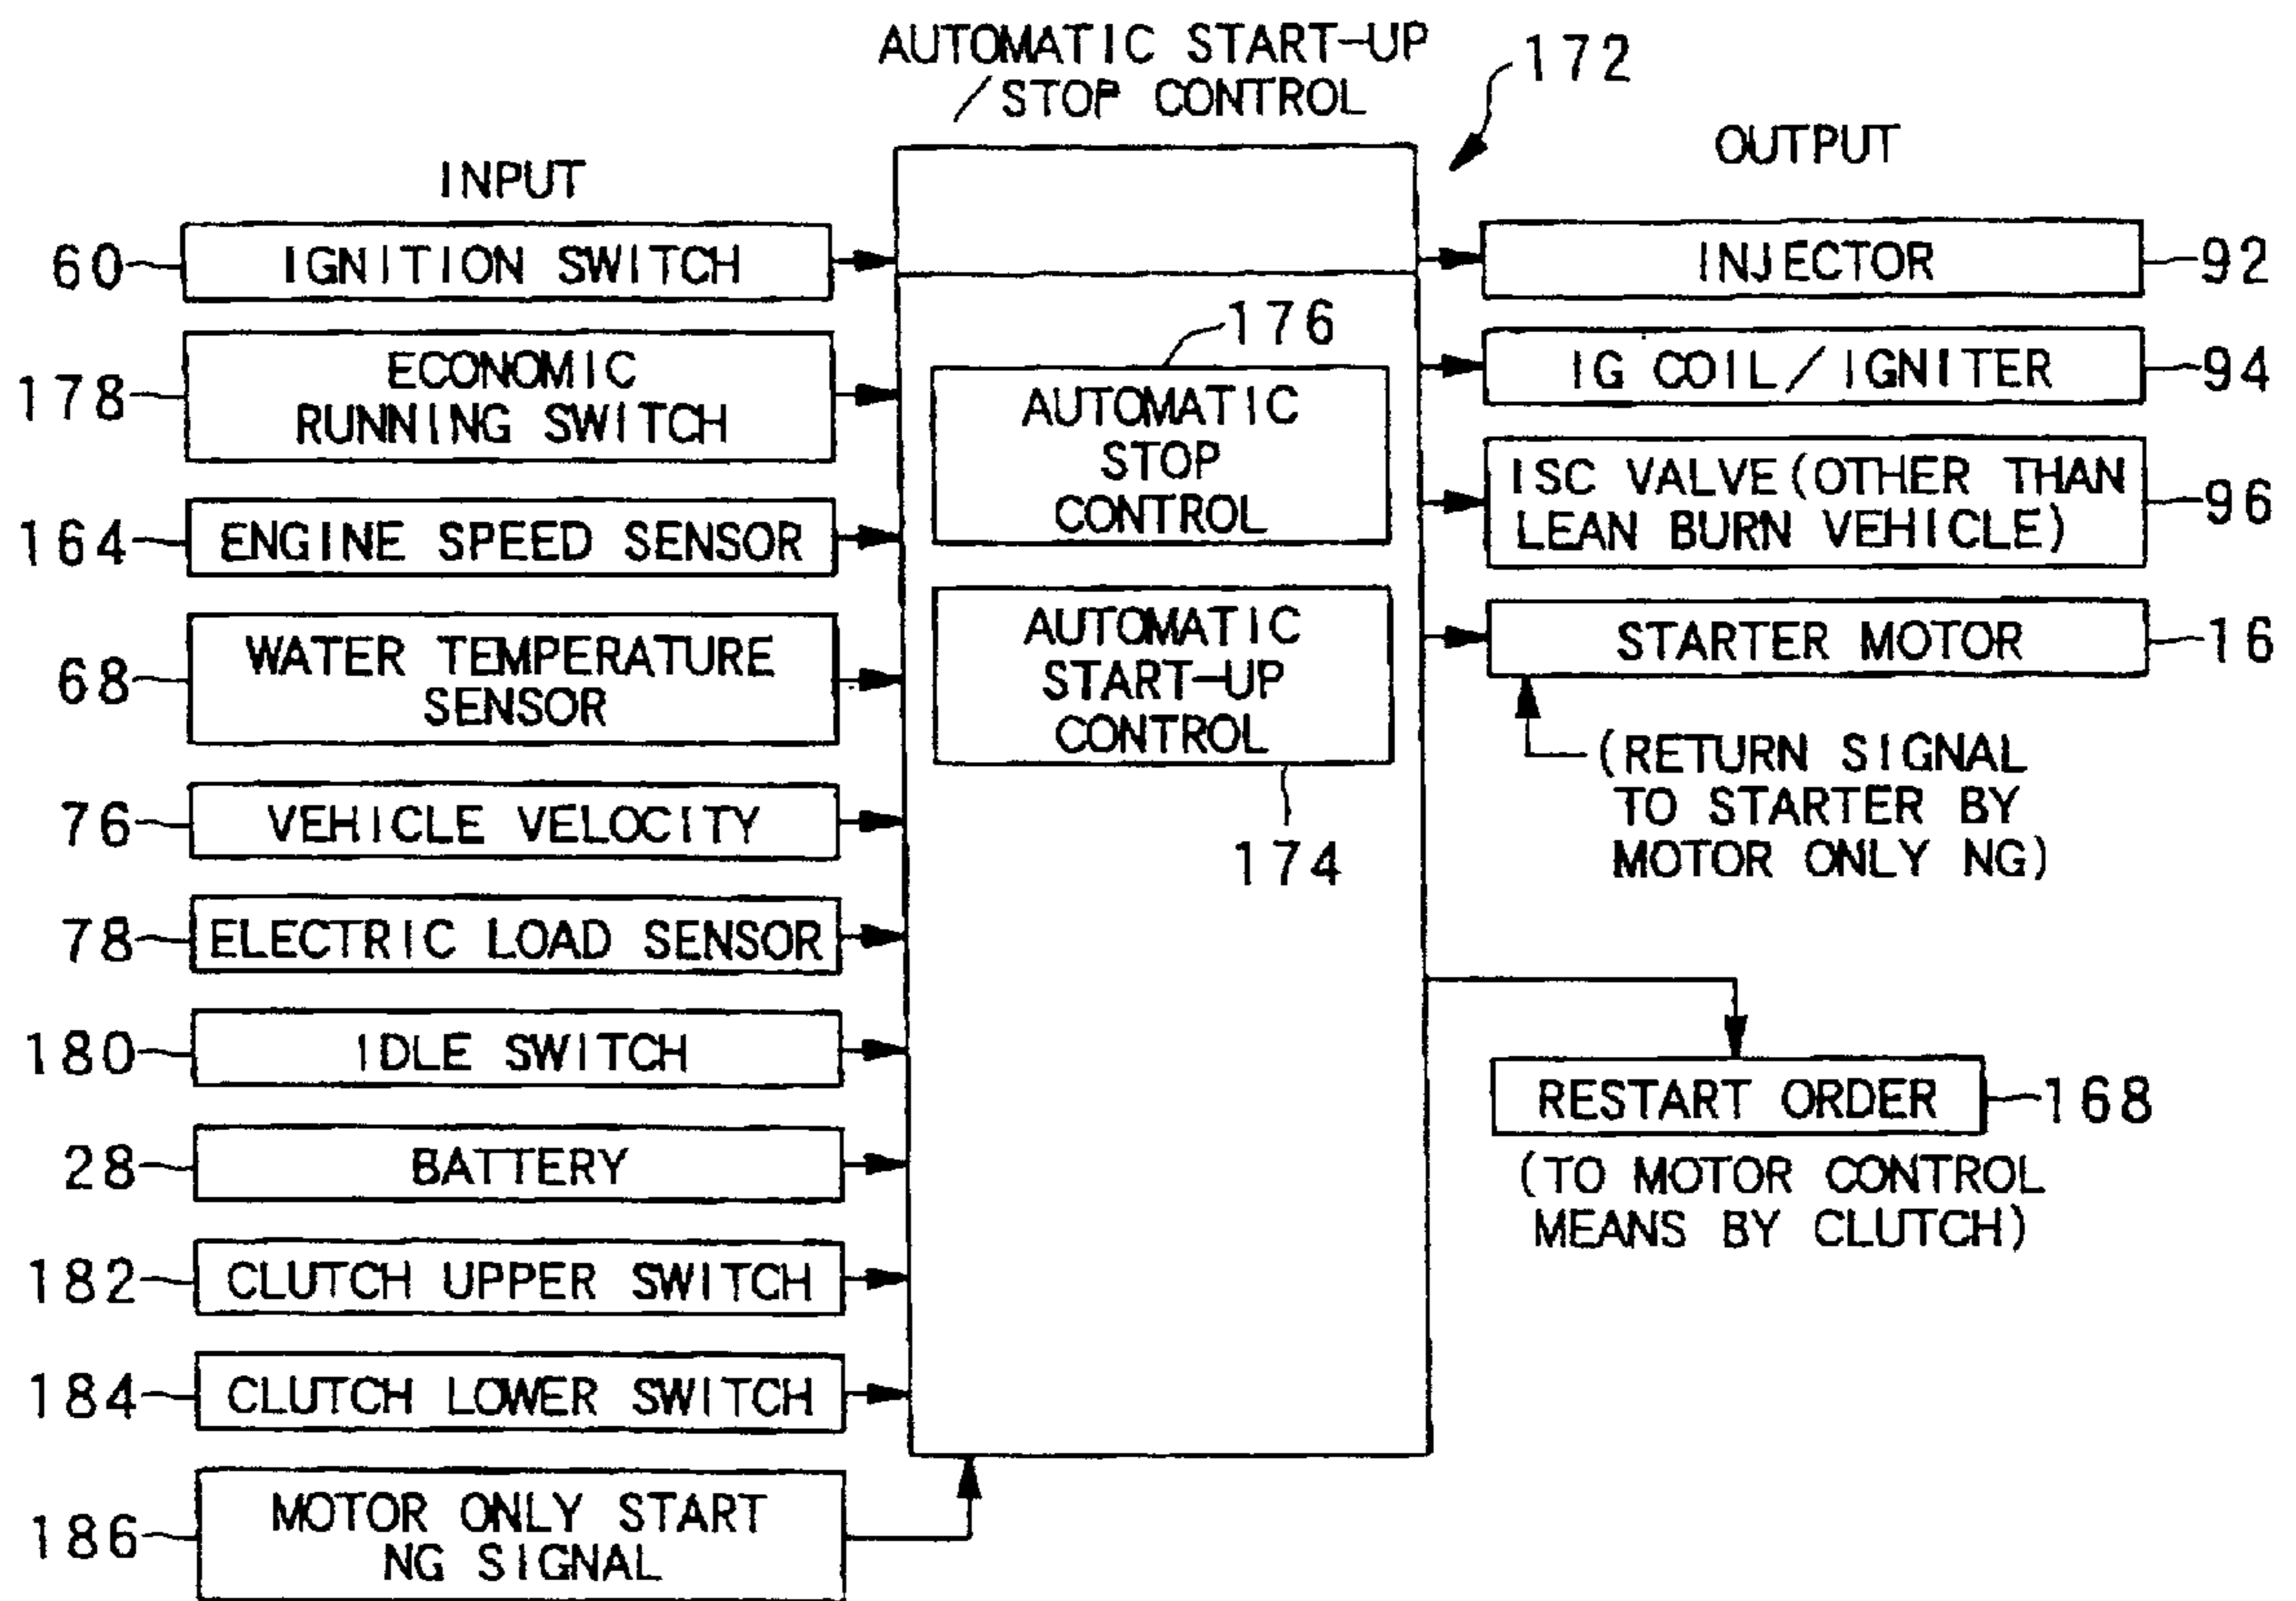 AUTOMATIC START-UP
/STOP CONTROL
172
INPUT
OUTPUT
60
IGNITION SWITCH
178
ECONOMIC
RUNNING SWITCH
164
ENGINE SPEED SENSOR
68
WATER TEMPERATURE
SENSOR
76
VEHICLE VELOCITY
78
ELECTRIC LOAD SENSOR
180
IDLE SWITCH
28
BATTERY
182
CLUTCH UPPER SWITCH
184
CLUTCH LOWER SWITCH
186
MOTOR ONLY START
NG SIGNAL
176
AUTOMATIC
STOP
CONTROL
AUTOMATIC
START-UP
CONTROL
174
INJECTOR
92
IG COIL/IGNITER
94
ISC VALVE(OTHER THAN
LEAN BURN VEHICLE)
96
STARTER MOTOR
16
(RETURN SIGNAL
TO STARTER BY
MOTOR ONLY NG)
RESTART ORDER
168
(TO MOTOR CONTROL
MEANS BY CLUTCH)